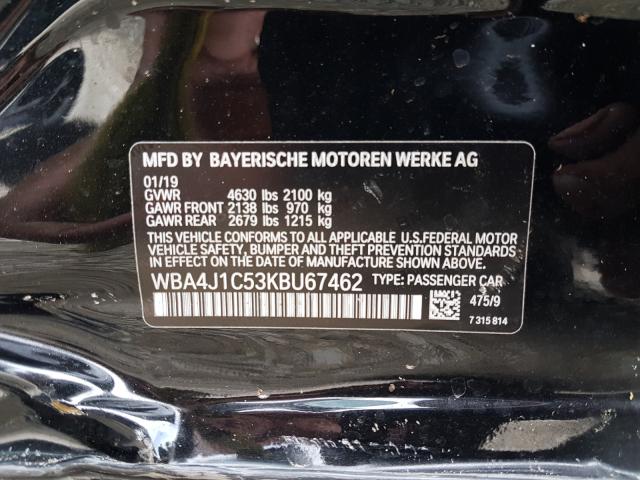 MFD BY BAYERISCHE MOTOREN WERKE AG
01/19
GVWR 4630 lbs 2100 kg
GAWR FRONT 2138 lbs 970 kg
GAWR REAR 2679 lbs 1215 kg
THIS VEHICLE CONFORMS TO ALL APPLICABLE U.S.FEDERAL MOTOR
VEHICLE SAFETY, BUMPER AND THEFT PREVENTION STANDARDS
IN EFFECT ON THE DATE OF MANUFACTURE SHOWN ABOVE.
WBA4J1C53KBU67462 TYPE: PASSENGER CAR
475/9
7 315 814